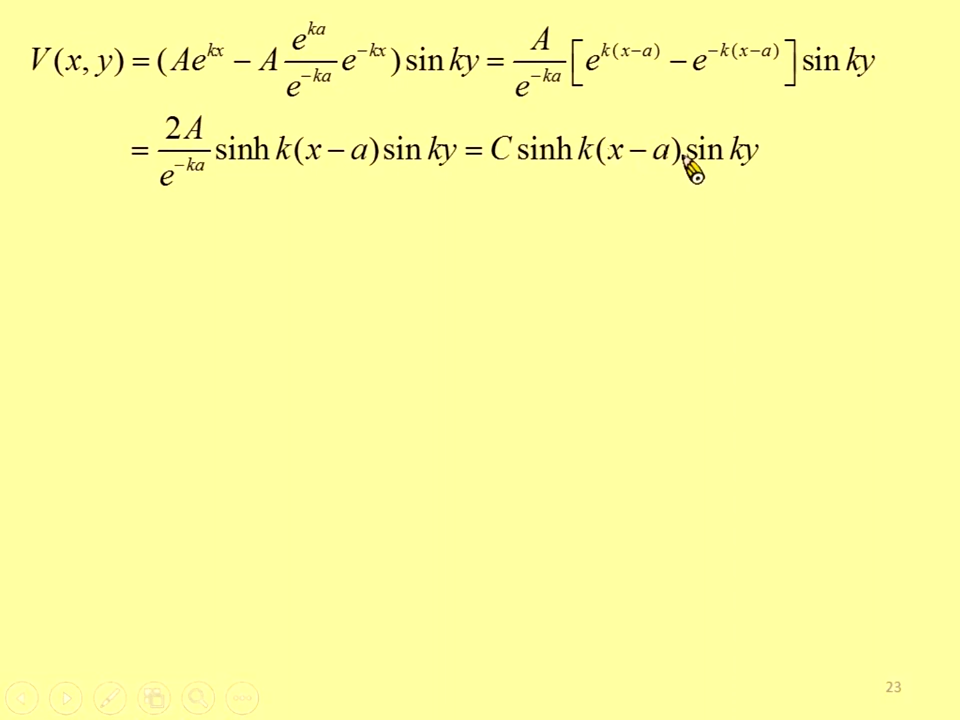 V(x, y) = (Ae^{kx} − A \frac{e^{ka}}{e^{−ka}} e^{−kx}) sin ky = \frac{A}{e^{−ka}} [e^{k(x−a)} − e^{−k(x−a)}] sin ky
= \frac{2A}{e^{−ka}} sinh k(x − a) sin ky = C sinh k(x − a) sin ky
23